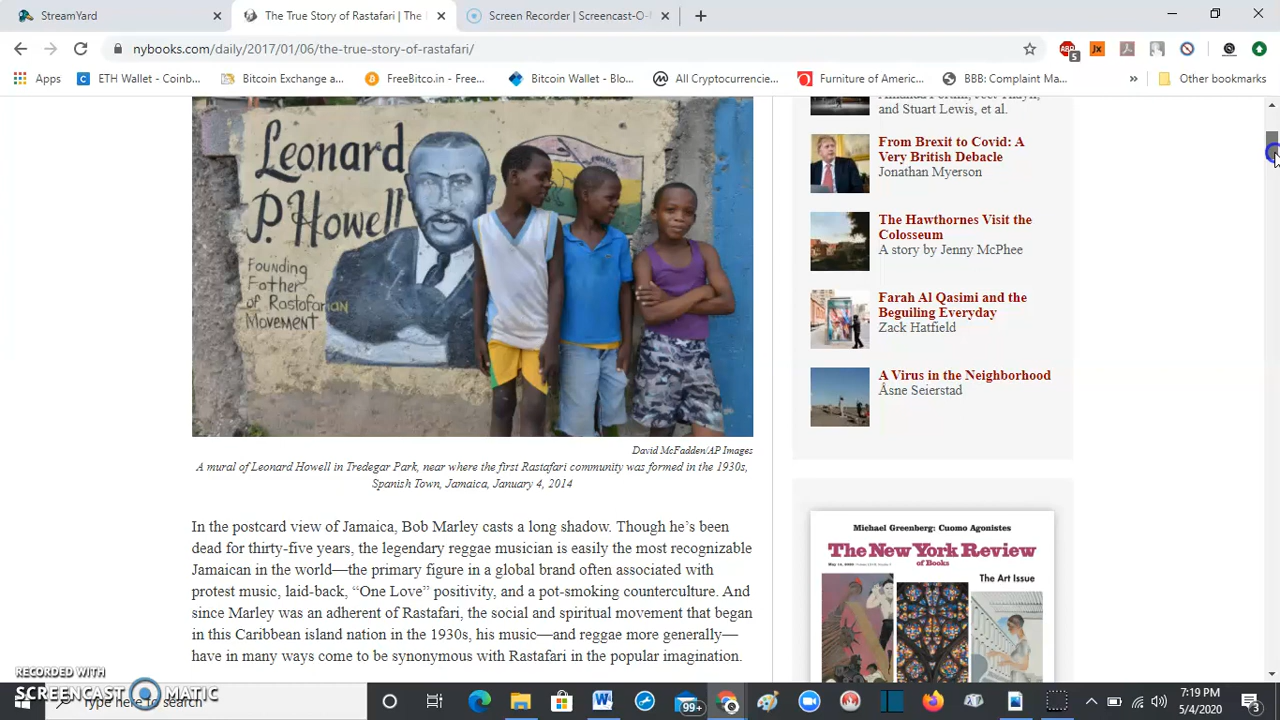 StreamYard
The True Story of Rastafari | The
Screen Recorder | Screencast-O-
nybooks.com/daily/2017/01/06/the-true-story-of-rastafari/
5
Apps
ETH Wallet - Coinb...
Bitcoin Exchange a...
FreeBitco.in - Free...
Bitcoin Wallet - Blo...
All Cryptocurrencie...
Furniture of Americ...
BBB: Complaint Ma...
Other bookmarks
Leonard
P. Howell
Founding
Father
of Rastafarian
Movement
David McFadden/AP Images
A mural of Leonard Howell in Tredegar Park, near where the first Rastafari community was formed in the 1930s,
Spanish Town, Jamaica, January 4, 2014
In the postcard view of Jamaica, Bob Marley casts a long shadow. Though he's been
dead for thirty-five years, the legendary reggae musician is easily the most recognizable
Jamaican in the world—the primary figure in a global brand often associated with
protest music, laid-back, “One Love” positivity, and a pot-smoking counterculture. And
since Marley was an adherent of Rastafari, the social and spiritual movement that began
in this Caribbean island nation in the 1930s, his music—and reggae more generally—
have in many ways come to be synonymous with Rastafari in the popular imagination.
and Stuart Lewis, et al.
From Brexit to Covid: A
Very British Debacle
Jonathan Myerson
The Hawthornes Visit the
Colosseum
A story by Jenny McPhee
Farah Al Qasimi and the
Beguiling Everyday
Zack Hatfield
A Virus in the Neighborhood
Åsne Seierstad
Michael Greenberg: Cuomo Agonistes
The New York Review
of Books
The Art Issue
RECORDED WITH
SCREENCAST MATIC
Type here to search
99+
7:19 PM
5/4/2020
3